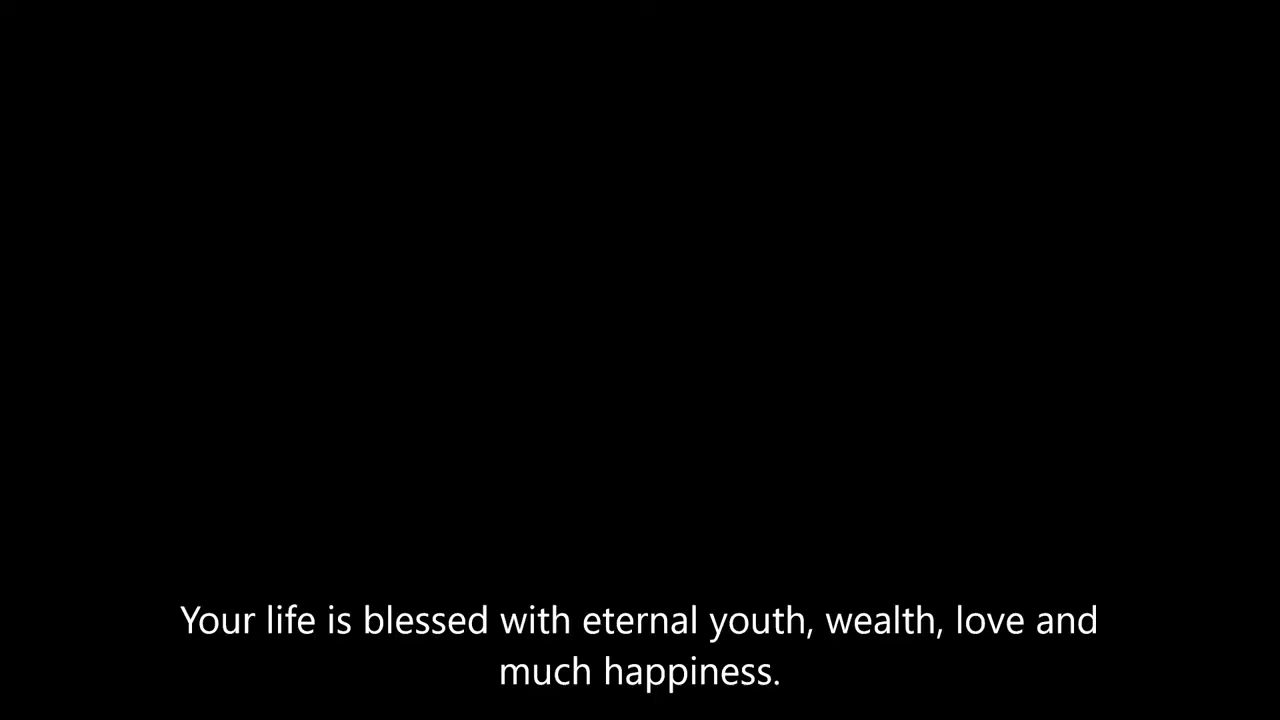 Your life is blessed with eternal youth, wealth, love and
much happiness.